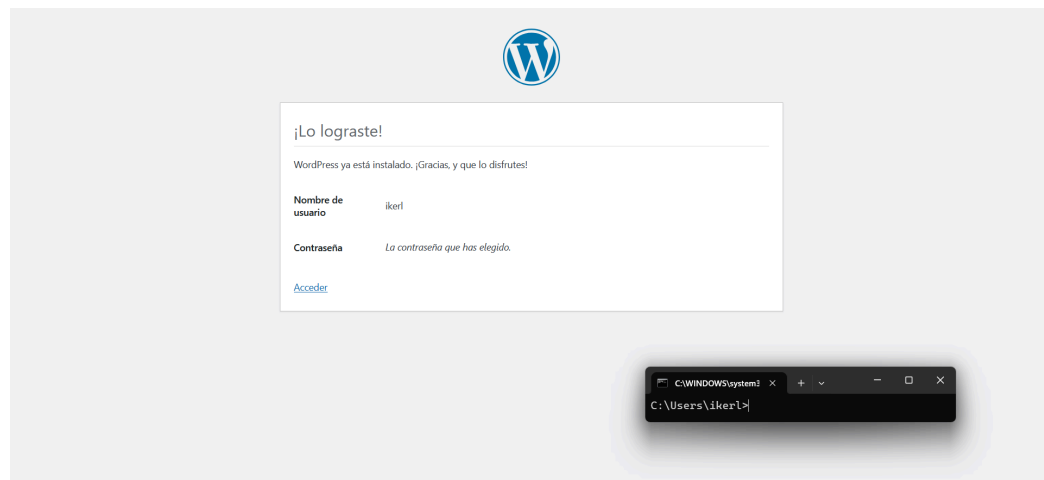 ¡Lo lograste!
WordPress ya está instalado. ¡Gracias, y que lo disfrutes!
Nombre de
usuario
ikerl
Contraseña
La contraseña que has elegido.
Acceder
C:\WINDOWS\system3
C:\Users\ikerl>